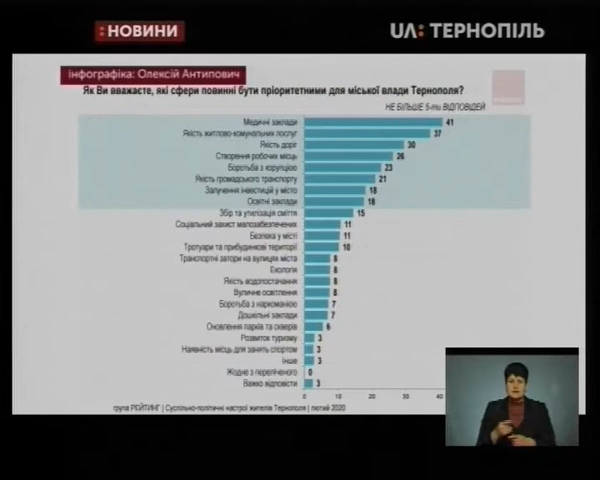 :НОВИНИ
UA: ТЕРНОПІЛЬ
інфографіка: Олексій Антипович
Як Ви вважаєте, які сфери повинні бути пріоритетними для міської влади Тернополя?
НЕ БІЛЬШЕ 5-ти ВІДПОВІДЕЙ
Медичні заклади 41
Якість житлово-комунальних послуг 37
Якість доріг 30
Створення робочих місць 26
Боротьба з корупцією 23
Якість громадського транспорту 21
Залучення інвестицій у місто 18
Освітні заклади 18
Збір та утилізація сміття 15
Соціальний захист малозабезпечених 11
Безпека у місті 11
Тротуари та прибудинкові території 10
Транспортні затори на вулицях міста 8
Екологія 8
Якість водопостачання 8
Вуличне освітлення 8
Боротьба з наркоманією 7
Дошкільні заклади 7
Оновлення парків та скверів 6
Розвиток туризму 3
Наявність місць для занять спортом 3
Інше 3
Жодне з переліченого 0
Важко відповісти 3
0 10 20 30 40
група РЕЙТИНГ | Суспільно-політичні настрої жителів Тернополя | лютий 2020